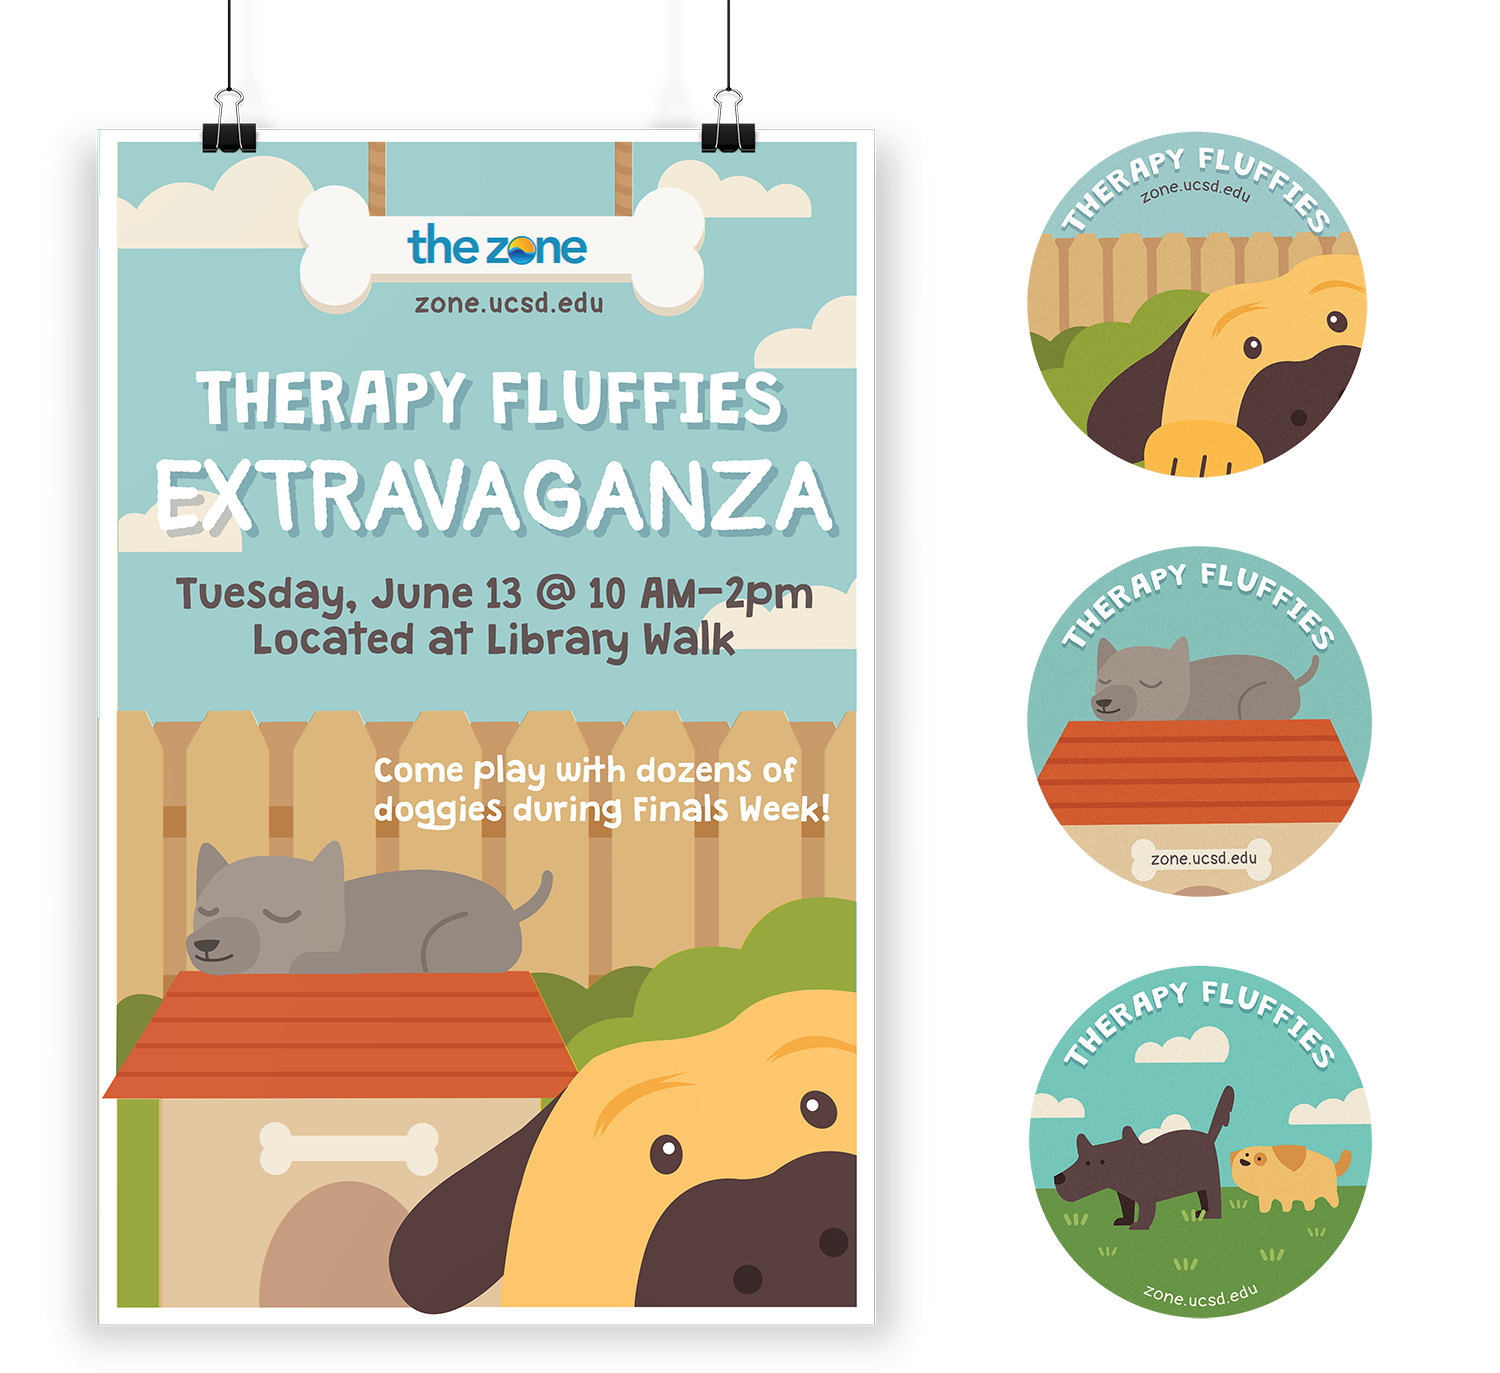 the zone
zone.ucsd.edu
THERAPY FLUFFIES
EXTRAVAGANZA
Tuesday, June 13 @ 10 AM–2pm
Located at Library Walk
Come play with dozens of
doggies during Finals Week!
THERAPY FLUFFIES
zone.ucsd.edu
THERAPY FLUFFIES
zone.ucsd.edu
THERAPY FLUFFIES
zone.ucsd.edu